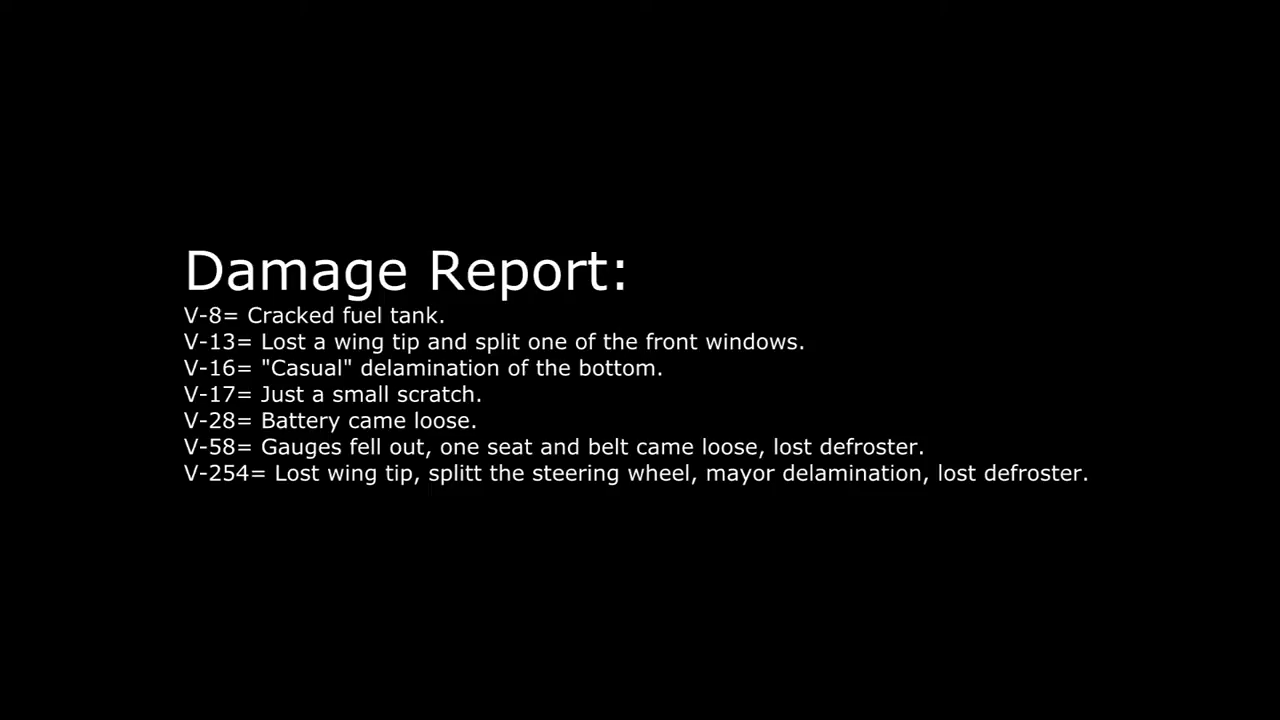 Damage Report:
V-8= Cracked fuel tank.
V-13= Lost a wing tip and split one of the front windows.
V-16= "Casual" delamination of the bottom.
V-17= Just a small scratch.
V-28= Battery came loose.
V-58= Gauges fell out, one seat and belt came loose, lost defroster.
V-254= Lost wing tip, splitt the steering wheel, mayor delamination, lost defroster.